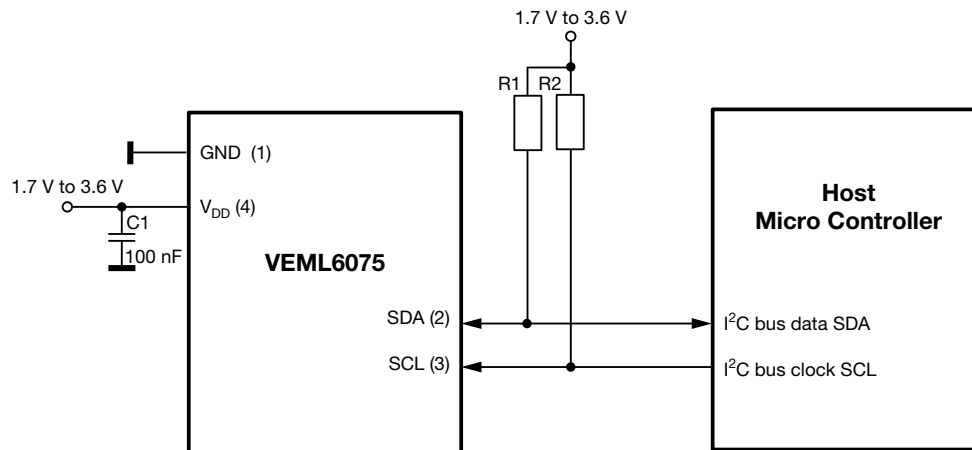 1.7 V to 3.6 V
R1 R2
GND (1)
1.7 V to 3.6 V
V_DD (4)
C1
100 nF
VEML6075
Host
Micro Controller
SDA (2)
I²C bus data SDA
SCL (3)
I²C bus clock SCL